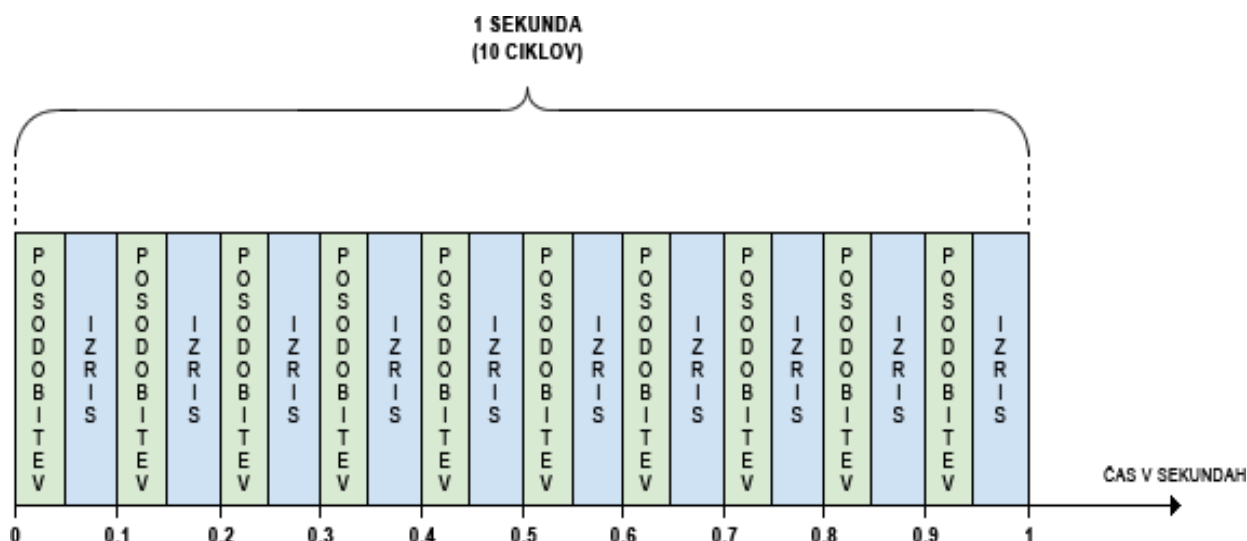 1 SEKUNDA
(10 CIKLOV)
POSODOBITEV
IZRIS
POSODOBITEV
IZRIS
POSODOBITEV
IZRIS
POSODOBITEV
IZRIS
POSODOBITEV
IZRIS
POSODOBITEV
IZRIS
POSODOBITEV
IZRIS
POSODOBITEV
IZRIS
POSODOBITEV
IZRIS
POSODOBITEV
IZRIS
ČAS V SEKUNDAH
0 0.1 0.2 0.3 0.4 0.5 0.6 0.7 0.8 0.9 1